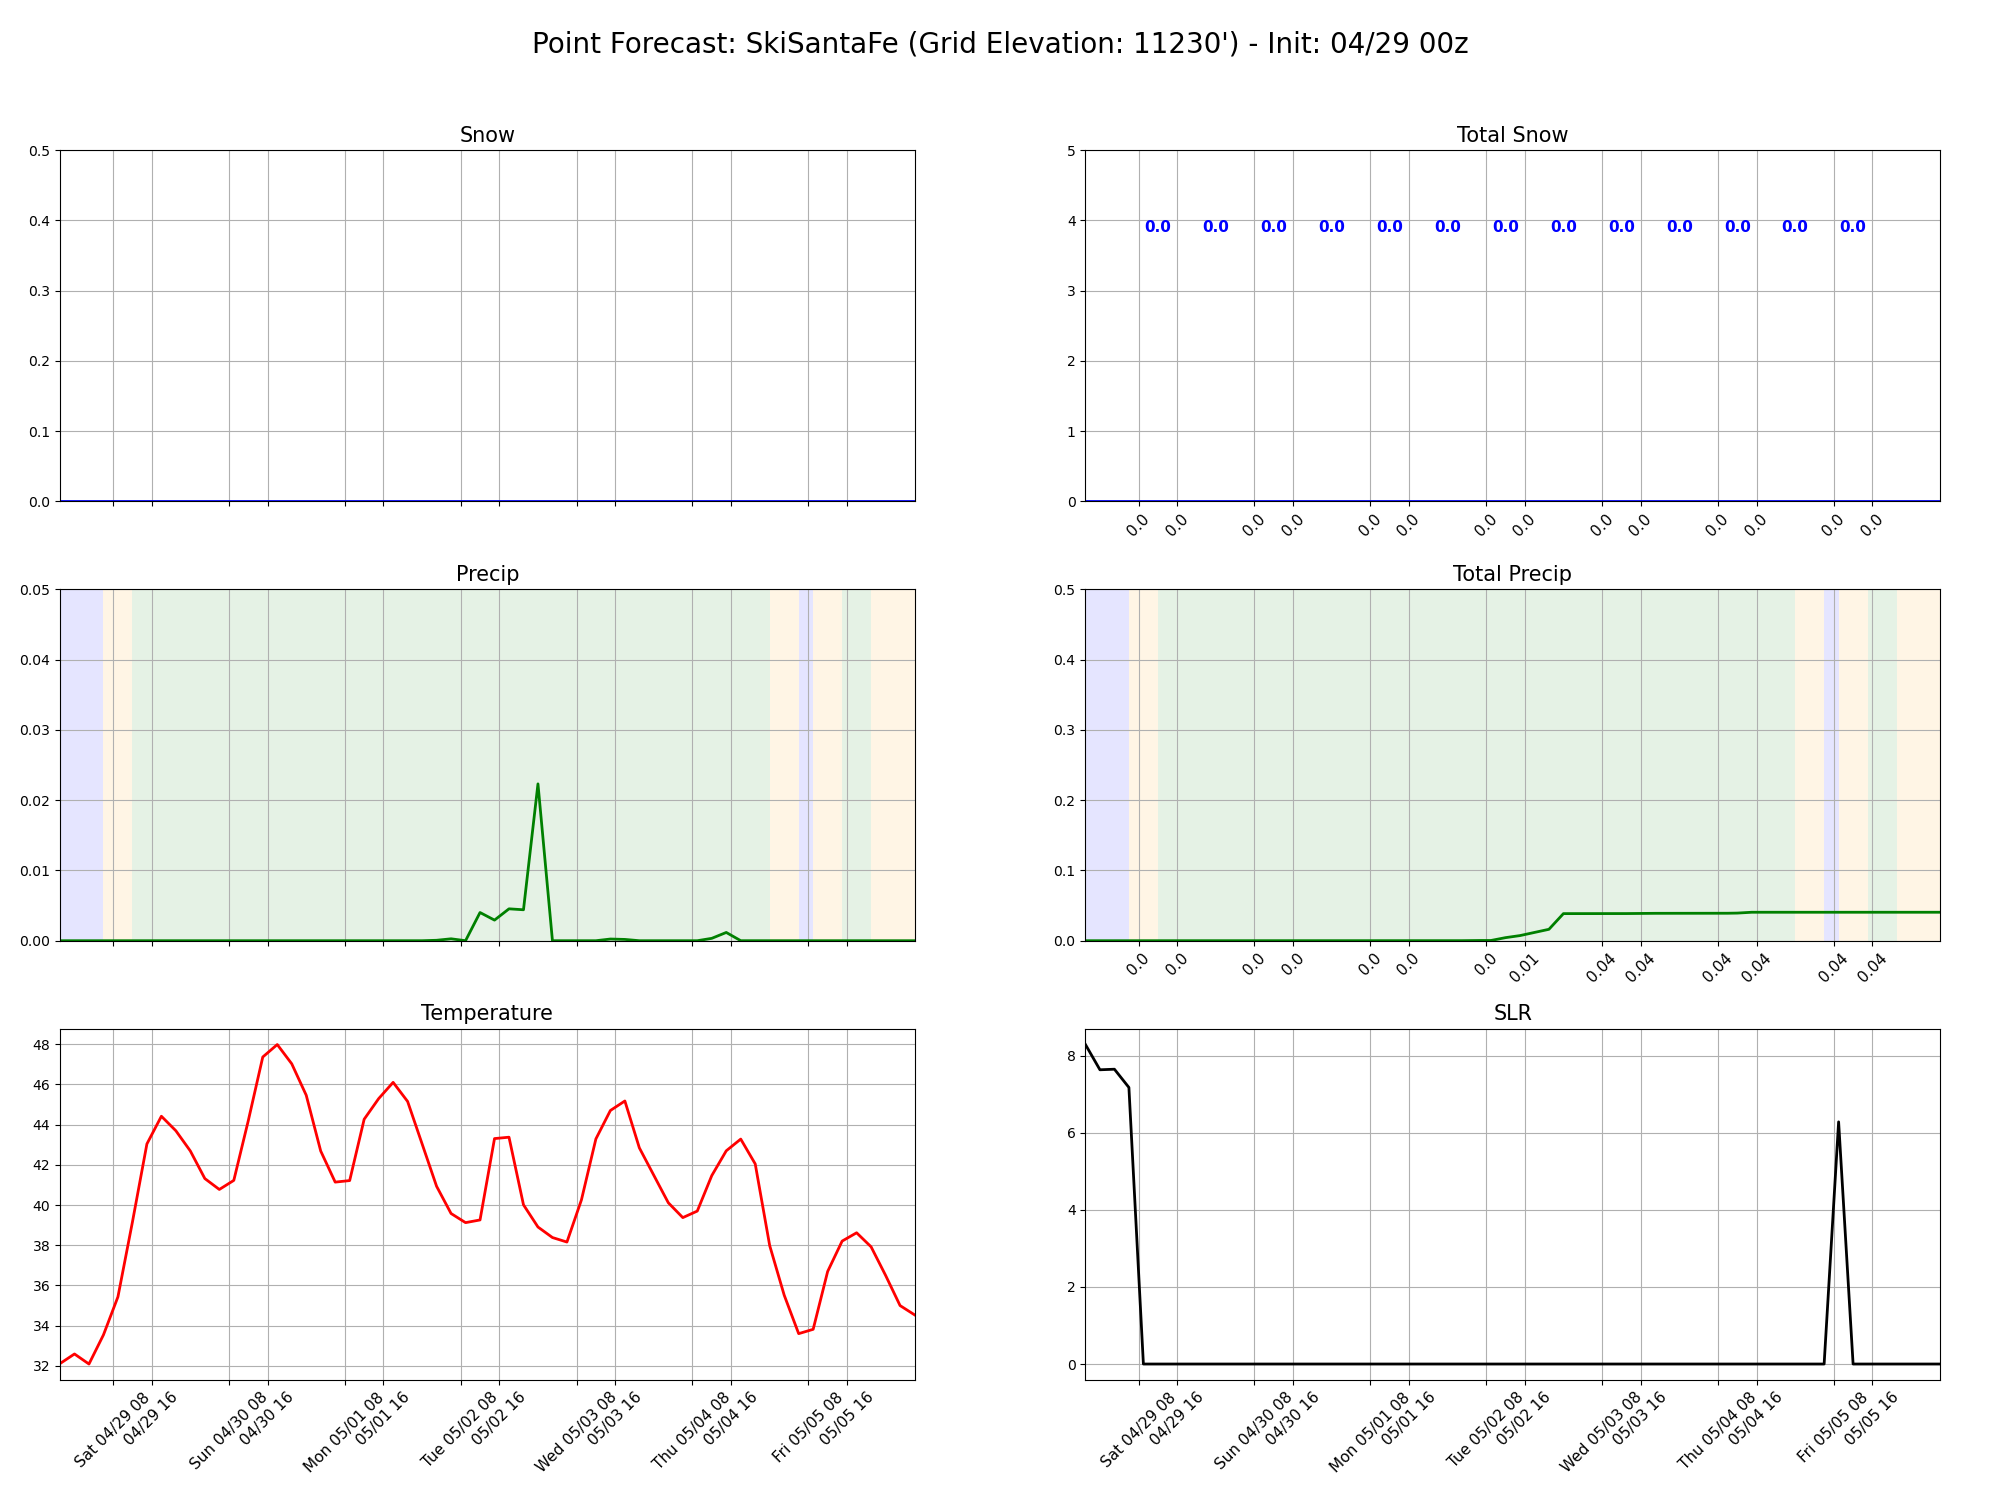 Point Forecast: SkiSantaFe (Grid Elevation: 11230') - Init: 04/29 00z
Snow
0.5
0.4
0.3
0.2
0.1
0.0
Total Snow
5
4
3
2
1
0
0.0 0.0 0.0 0.0 0.0 0.0 0.0 0.0 0.0 0.0 0.0 0.0 0.0
0.0 0.0 0.0 0.0 0.0 0.0 0.0 0.0 0.0 0.0 0.0 0.0 0.0 0.0
Precip
0.05
0.04
0.03
0.02
0.01
0.00
Total Precip
0.5
0.4
0.3
0.2
0.1
0.0
0.0 0.0 0.0 0.0 0.0 0.0 0.0 0.01 0.04 0.04 0.04 0.04 0.04 0.04
Temperature
48
46
44
42
40
38
36
34
32
Sat 04/29 08
04/29 16
Sun 04/30 08
04/30 16
Mon 05/01 08
05/01 16
Tue 05/02 08
05/02 16
Wed 05/03 08
05/03 16
Thu 05/04 08
05/04 16
Fri 05/05 08
05/05 16
SLR
8
6
4
2
0
Sat 04/29 08
04/29 16
Sun 04/30 08
04/30 16
Mon 05/01 08
05/01 16
Tue 05/02 08
05/02 16
Wed 05/03 08
05/03 16
Thu 05/04 08
05/04 16
Fri 05/05 08
05/05 16